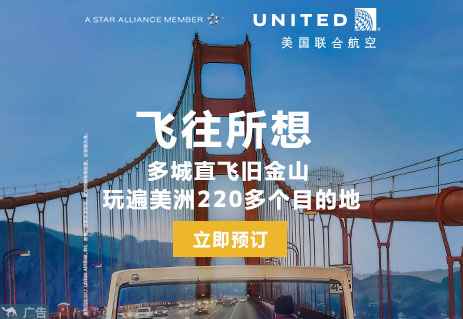 A STAR ALLIANCE MEMBER
UNITED
美国联合航空
飞往所想
多城直飞旧金山
玩遍美洲220多个目的地
立即预订
广告